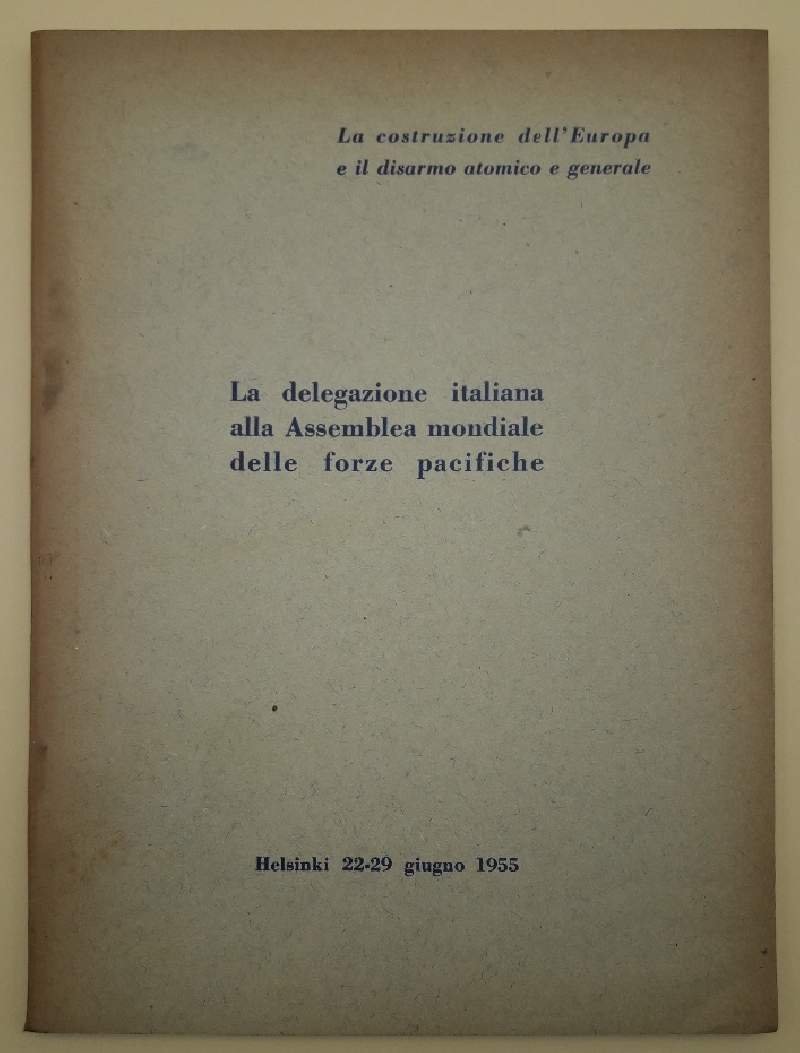 La costruzione dell'Europa
e il disarmo atomico e generale
La delegazione italiana
alla Assemblea mondiale
delle forze pacifiche
Helsinki 22-29 giugno 1955